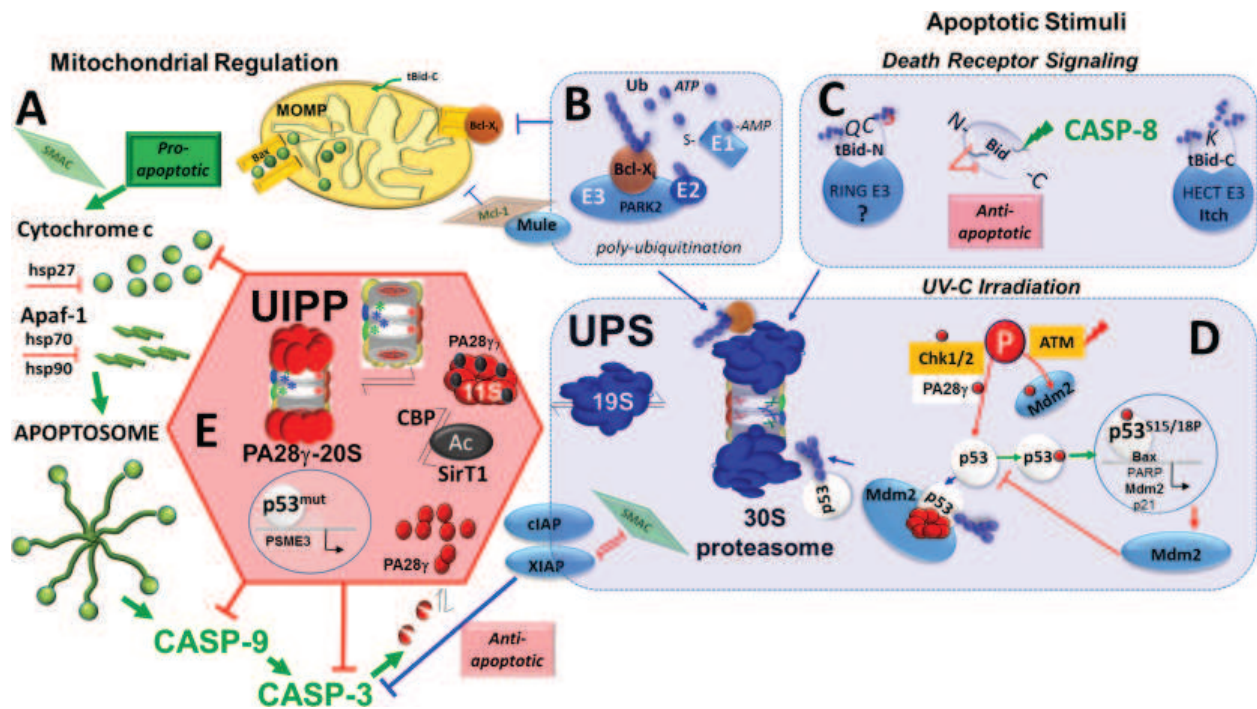 Apoptotic Stimuli
Mitochondrial Regulation
Death Receptor Signaling
A
SMAC
Pro-
apoptotic
tBid-C
MOMP
Bax
Bcl-XL
Mcl-1
Mule
B
Ub
ATP
S-
-AMP
E1
Bcl-XL
E3
E2
PARK2
poly-ubiquitination
C
QC
tBid-N
RING E3
?
N-
Bid
-C
CASP-8
Anti-
apoptotic
K
tBid-C
HECT E3
Itch
Cytochrome c
hsp27
Apaf-1
hsp70
hsp90
APOPTOSOME
UIPP
PA28γ7
11S
E
PA28γ-20S
CBP
Ac
SirT1
p53mut
PSME3
PA28γ
UV-C Irradiation
UPS
19S
30S
proteasome
p53
cIAP
XIAP
SMAC
D
P
ATM
Chk1/2
PA28γ
Mdm2
p53
p53
p53S15/18P
Bax
PARP
Mdm2
p21
Mdm2
p53
Mdm2
CASP-9
CASP-3
Anti-
apoptotic